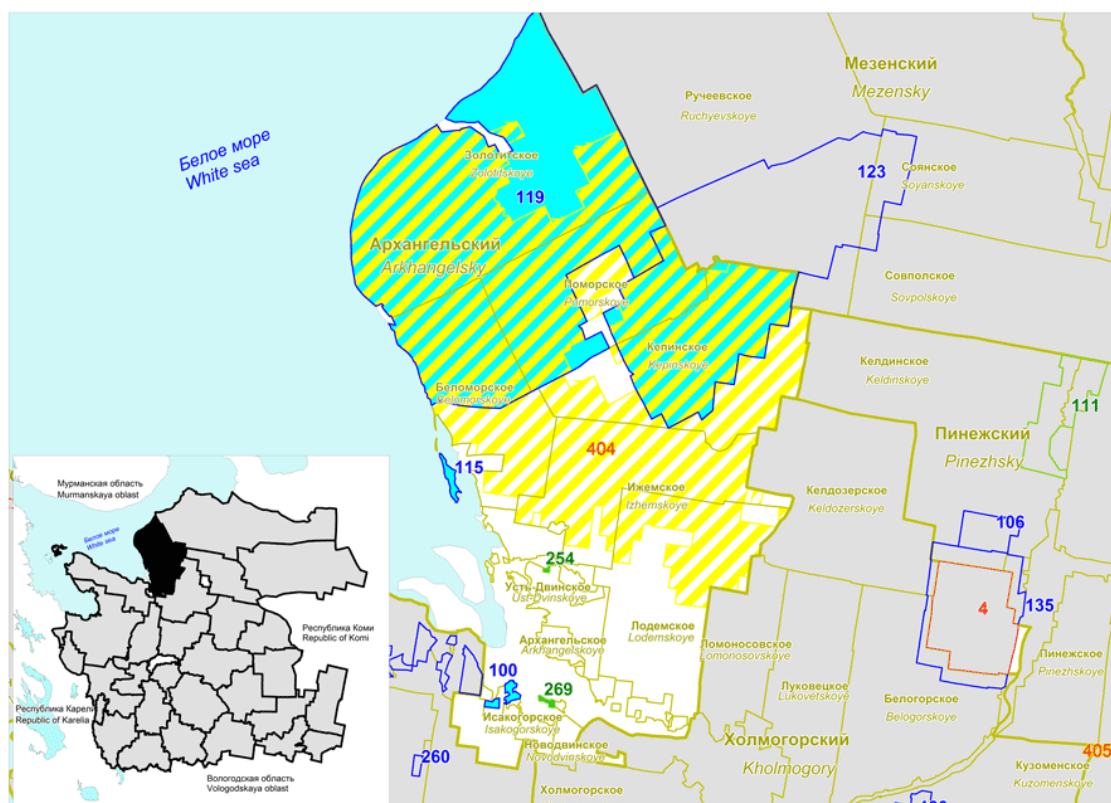 Мезенский
Mezensky
Ручеевское
Ruchyevskoye
Белое море
White sea
Золотитское
Zolotitskoye
123
Соянское
Soyanskoye
119
Архангельский
Arkhangelsky
Совпольское
Sovpolskoye
Поморское
Pomorskoye
Кепинское
Kepinskoye
Келдинское
Keldinskoye
Беломорское
Belomorskoye
111
Пинежский
Pinezhsky
404
115
Ижемское
Izhemskoye
Келдозерское
Keldozerskoye
106
254
Усть-Двинское
Ust-Dvinskoye
4
135
Архангельское
Arkhangelskoye
Лодемское
Lodemskoye
Ломоносовское
Lomonosovskoye
Пинежское
Pinezhskoye
100
269
Луковецкое
Lukovetskoye
Белогорское
Belogorskoye
Исакогорское
Isakogorskoye
Новодвинское
Novodvinskoye
Холмогорский
Kholmogory
405
260
Кузоменское
Kuzomenskoye
Холмогорское
Мурманская область
Murmanskaya oblast
Белое море
White sea
Республика Коми
Republic of Komi
Республика Карели
Republic of Karelia
Вологодская область
Vologodskaya oblast